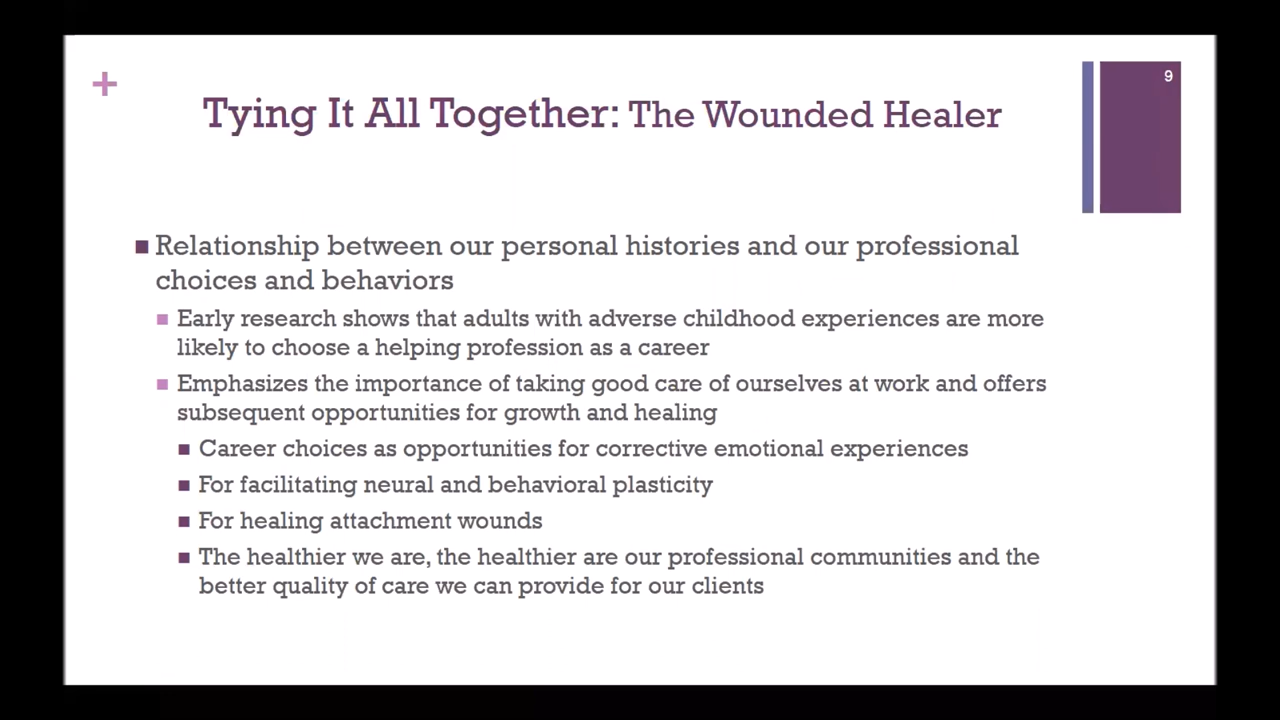 +
9
Tying It All Together: The Wounded Healer
Relationship between our personal histories and our professional
choices and behaviors
Early research shows that adults with adverse childhood experiences are more
likely to choose a helping profession as a career
Emphasizes the importance of taking good care of ourselves at work and offers
subsequent opportunities for growth and healing
Career choices as opportunities for corrective emotional experiences
For facilitating neural and behavioral plasticity
For healing attachment wounds
The healthier we are, the healthier are our professional communities and the
better quality of care we can provide for our clients